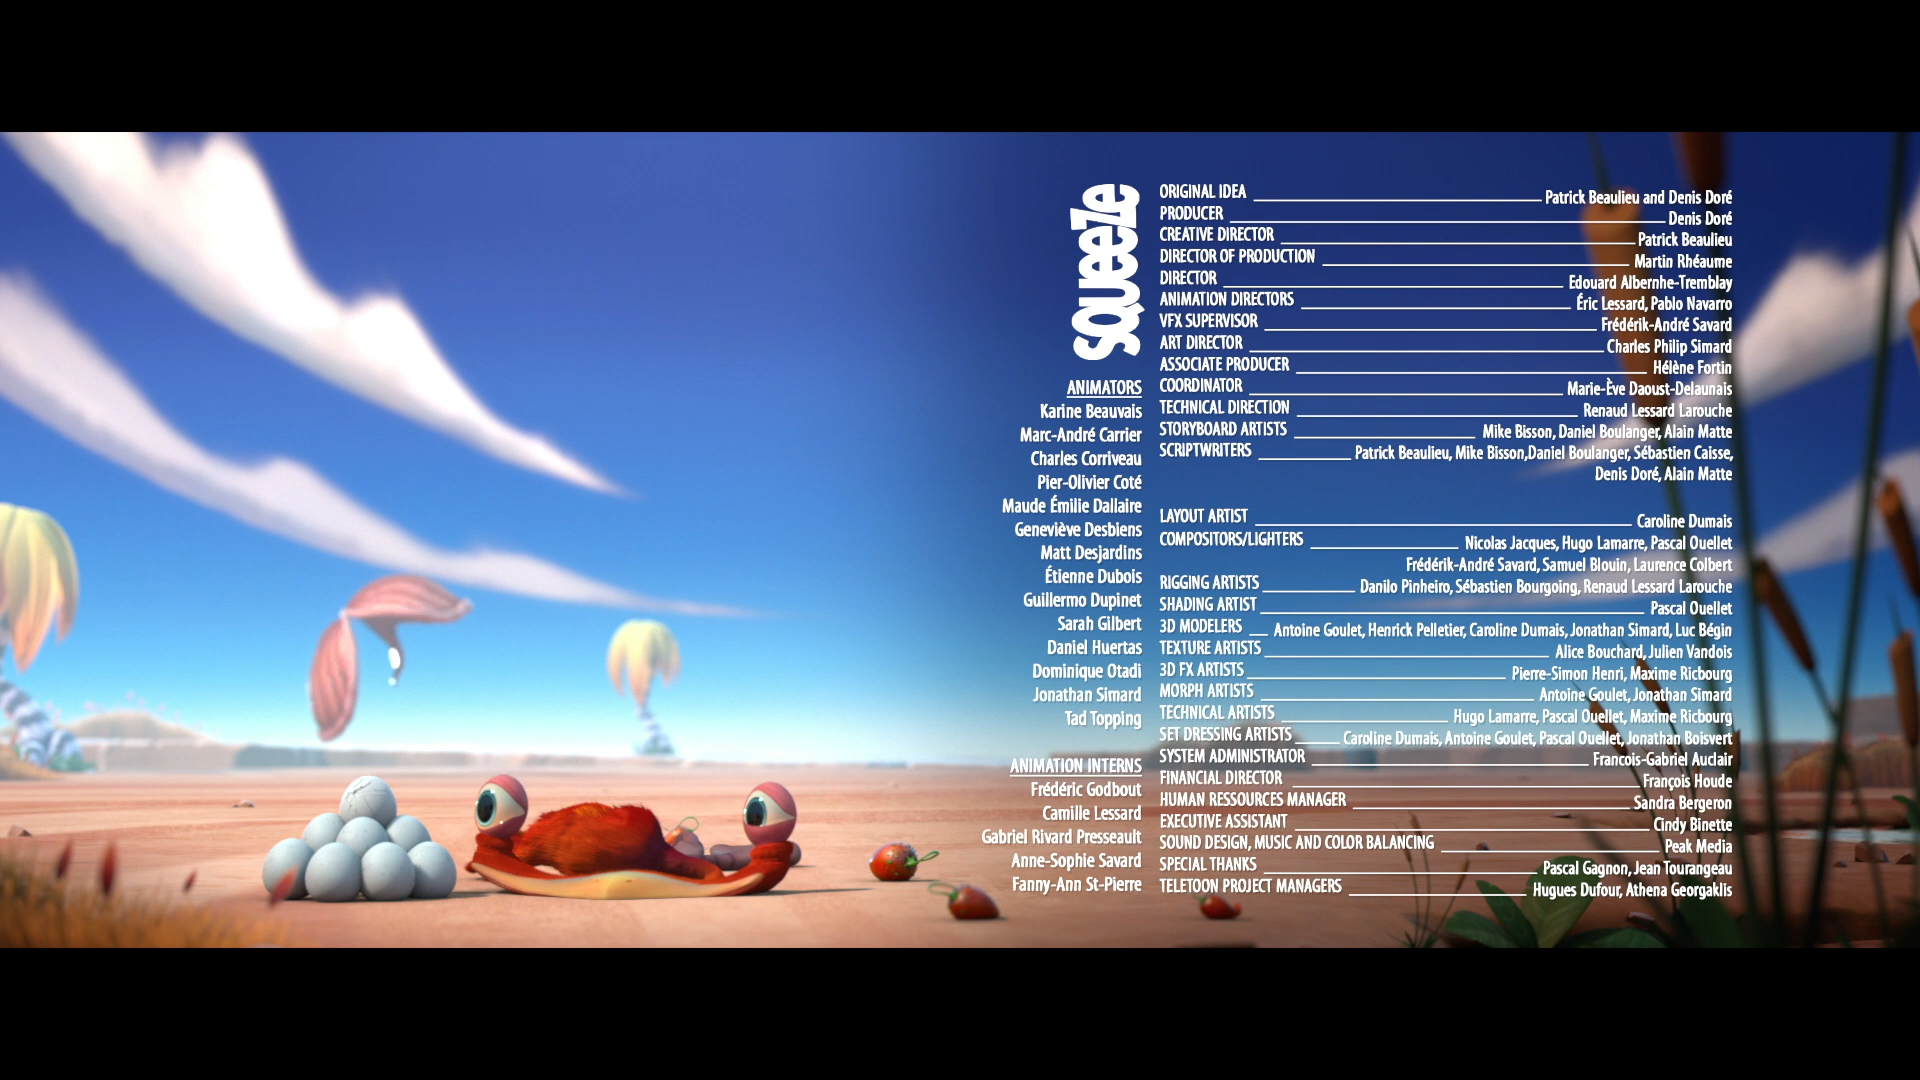 squeeze
ANIMATORS
Karine Beauvais
Marc-André Carrier
Charles Corriveau
Pier-Olivier Coté
Maude Émilie Dallaire
Geneviève Desbiens
Matt Desjardins
Étienne Dubois
Guillermo Dupinet
Sarah Gilbert
Daniel Huertas
Dominique Otadi
Jonathan Simard
Tad Topping
ANIMATION INTERNS
Frédéric Godbout
Camille Lessard
Gabriel Rivard Presseault
Anne-Sophie Savard
Fanny-Ann St-Pierre
ORIGINAL IDEA Patrick Beaulieu and Denis Doré
PRODUCER Denis Doré
CREATIVE DIRECTOR Patrick Beaulieu
DIRECTOR OF PRODUCTION Martin Rhéaume
DIRECTOR Edouard Albernhe-Tremblay
ANIMATION DIRECTORS Éric Lessard, Pablo Navarro
VFX SUPERVISOR Frédérik-André Savard
ART DIRECTOR Charles Philip Simard
ASSOCIATE PRODUCER Hélène Fortin
COORDINATOR Marie-Ève Daoust-Delaunais
TECHNICAL DIRECTION Renaud Lessard Larouche
STORYBOARD ARTISTS Mike Bisson, Daniel Boulanger, Alain Matte
SCRIPTWRITERS Patrick Beaulieu, Mike Bisson,Daniel Boulanger, Sébastien Caisse,
Denis Doré, Alain Matte
LAYOUT ARTIST Caroline Dumais
COMPOSITORS/LIGHTERS Nicolas Jacques, Hugo Lamarre, Pascal Ouellet
Frédérik-André Savard, Samuel Blouin, Laurence Colbert
RIGGING ARTISTS Danilo Pinheiro, Sébastien Bourgoing, Renaud Lessard Larouche
SHADING ARTIST Pascal Ouellet
3D MODELERS Antoine Goulet, Henrick Pelletier, Caroline Dumais, Jonathan Simard, Luc Bégin
TEXTURE ARTISTS Alice Bouchard, Julien Vandois
3D FX ARTISTS Pierre-Simon Henri, Maxime Ricbourg
MORPH ARTISTS Antoine Goulet, Jonathan Simard
TECHNICAL ARTISTS Hugo Lamarre, Pascal Ouellet, Maxime Ricbourg
SET DRESSING ARTISTS Caroline Dumais, Antoine Goulet, Pascal Ouellet, Jonathan Boisvert
SYSTEM ADMINISTRATOR Francois-Gabriel Auclair
FINANCIAL DIRECTOR François Houde
HUMAN RESSOURCES MANAGER Sandra Bergeron
EXECUTIVE ASSISTANT Cindy Binette
SOUND DESIGN, MUSIC AND COLOR BALANCING Peak Media
SPECIAL THANKS Pascal Gagnon, Jean Tourangeau
TELETOON PROJECT MANAGERS Hugues Dufour, Athena Georgaklis